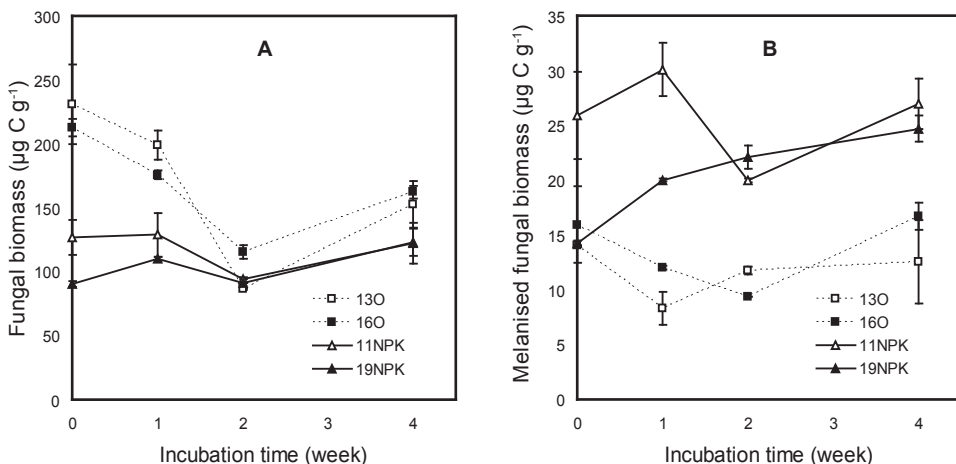 A
Fungal biomass (µg C g⁻¹)
300
250
200
150
100
50
0
13O
16O
11NPK
19NPK
0 1 2 3 4
Incubation time (week)
B
Melanised fungal biomass (µg C g⁻¹)
35
30
25
20
15
10
5
0
13O
16O
11NPK
19NPK
0 1 2 3 4
Incubation time (week)